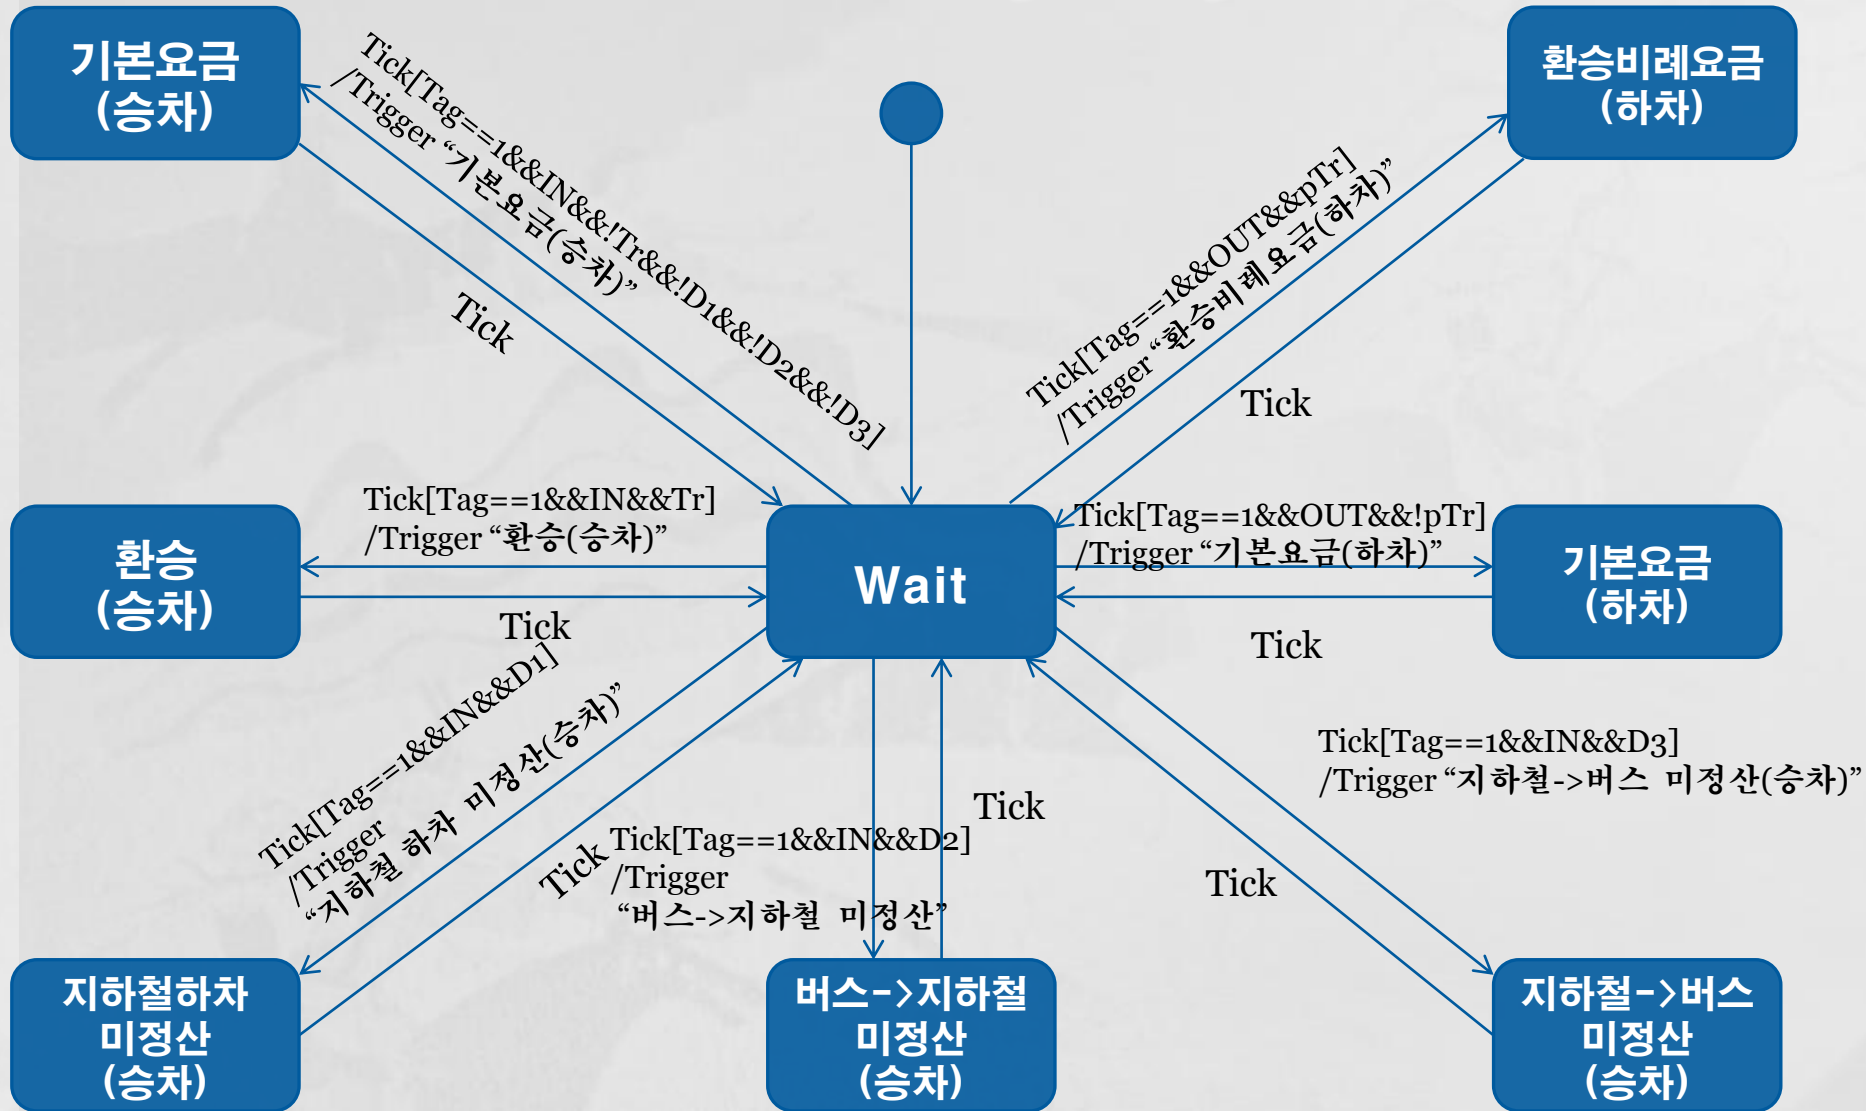 기본요금
(승차)
Tick[Tag==1&&IN&&!Tr&&!D1&&!D2&&!D3]
/Trigger “기본요금(승차)”
Tick
환승비례요금
(하차)
Tick[Tag==1&&OUT&&pTr]
/Trigger “환승비례요금(하차)”
Tick
환승
(승차)
Tick[Tag==1&&IN&&Tr]
/Trigger “환승(승차)”
Tick
Wait
Tick[Tag==1&&OUT&&!pTr]
/Trigger “기본요금(하차)”
Tick
기본요금
(하차)
Tick[Tag==1&&IN&&D1]
/Trigger
“지하철 하차 미정산(승차)”
Tick
Tick[Tag==1&&IN&&D2]
/Trigger
“버스->지하철 미정산”
Tick
Tick[Tag==1&&IN&&D3]
/Trigger “지하철->버스 미정산(승차)”
Tick
지하철하차
미정산
(승차)
버스->지하철
미정산
(승차)
지하철->버스
미정산
(승차)